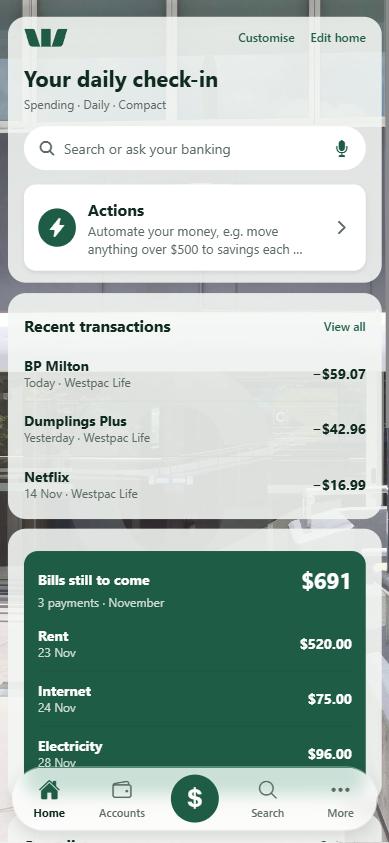 Customise Edit home
Your daily check-in
Spending · Daily · Compact
Search or ask your banking
Actions
Automate your money, e.g. move
anything over $500 to savings each ...
Recent transactions View all
BP Milton
Today · Westpac Life
−$59.07
Dumplings Plus
Yesterday · Westpac Life
−$42.96
Netflix
14 Nov · Westpac Life
−$16.99
Bills still to come
$691
3 payments · November
Rent
23 Nov
$520.00
Internet
24 Nov
$75.00
Electricity
28 Nov
$96.00
$
Home Accounts Search More